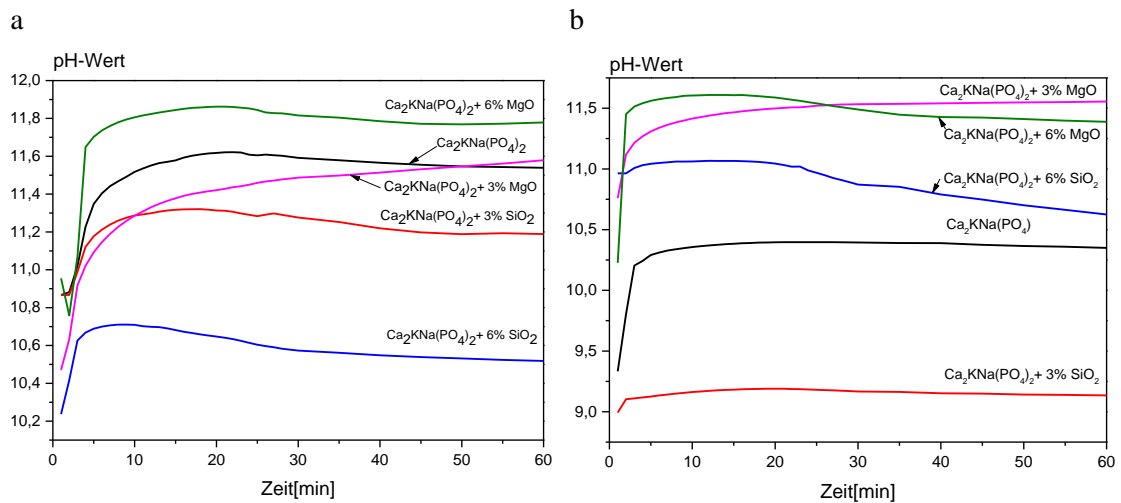 a
pH-Wert
12,0
11,8
11,6
11,4
11,2
11,0
10,8
10,6
10,4
10,2
Ca2KNa(PO4)2+ 6% MgO
Ca2KNa(PO4)2
Ca2KNa(PO4)2+ 3% MgO
Ca2KNa(PO4)2+ 3% SiO2
Ca2KNa(PO4)2+ 6% SiO2
0 10 20 30 40 50 60
Zeit[min]
b
pH-Wert
11,5
11,0
10,5
10,0
9,5
9,0
Ca2KNa(PO4)2+ 3% MgO
Ca2KNa(PO4)2+ 6% MgO
Ca2KNa(PO4)2+ 6% SiO2
Ca2KNa(PO4)
Ca2KNa(PO4)2+ 3% SiO2
0 10 20 30 40 50 60
Zeit[min]